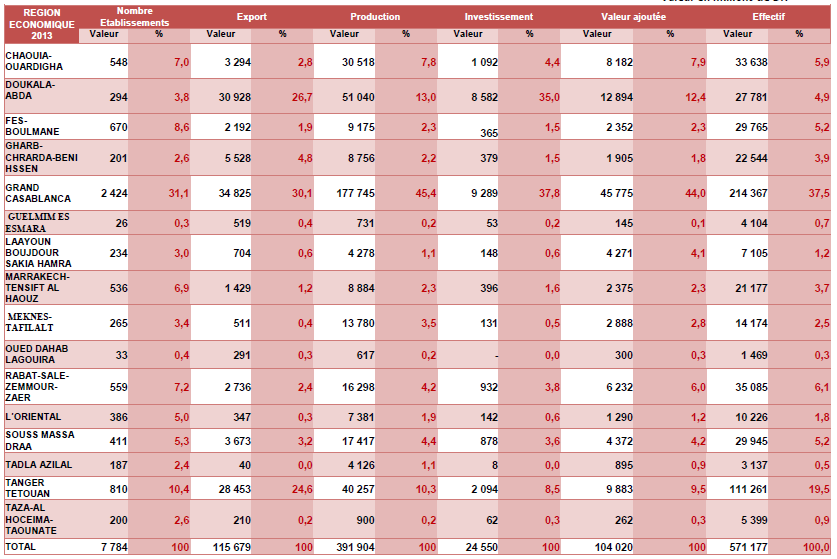 REGION ECONOMIQUE 2013 Nombre Etablissements Export Production Investissement Valeur ajoutée Effectif
Valeur % Valeur % Valeur % Valeur % Valeur % Valeur %
CHAOUIA-OUARDIGHA 548 7,0 3 294 2,8 30 518 7,8 1 092 4,4 8 182 7,9 33 638 5,9
DOUKALA-ABDA 294 3,8 30 928 26,7 51 040 13,0 8 582 35,0 12 894 12,4 27 781 4,9
FES-BOULMANE 670 8,6 2 192 1,9 9 175 2,3 365 1,5 2 352 2,3 29 765 5,2
GHARB-CHRARDA-BENI HSSEN 201 2,6 5 528 4,8 8 756 2,2 379 1,5 1 905 1,8 22 544 3,9
GRAND CASABLANCA 2 424 31,1 34 825 30,1 177 745 45,4 9 289 37,8 45 775 44,0 214 367 37,5
GUELMIM ES ESMARA 26 0,3 519 0,4 731 0,2 53 0,2 145 0,1 4 104 0,7
LAAYOUN BOUJDOUR SAKIA HAMRA 234 3,0 704 0,6 4 278 1,1 148 0,6 4 271 4,1 7 105 1,2
MARRAKECH-TENSIFT AL HAOUZ 536 6,9 1 429 1,2 8 884 2,3 396 1,6 2 375 2,3 21 177 3,7
MEKNES-TAFILALT 265 3,4 511 0,4 13 780 3,5 131 0,5 2 888 2,8 14 174 2,5
OUED DAHAB LAGOUIRA 33 0,4 291 0,3 617 0,2 - 0,0 300 0,3 1 469 0,3
RABAT-SALE-ZEMMOUR-ZAER 559 7,2 2 736 2,4 16 298 4,2 932 3,8 6 232 6,0 35 085 6,1
L'ORIENTAL 386 5,0 347 0,3 7 381 1,9 142 0,6 1 290 1,2 10 226 1,8
SOUSS MASSA DRAA 411 5,3 3 673 3,2 17 417 4,4 878 3,6 4 372 4,2 29 945 5,2
TADLA AZILAL 187 2,4 40 0,0 4 126 1,1 8 0,0 895 0,9 3 137 0,5
TANGER TETOUAN 810 10,4 28 453 24,6 40 257 10,3 2 094 8,5 9 883 9,5 111 261 19,5
TAZA-AL HOCEIMA-TAOUNATE 200 2,6 210 0,2 900 0,2 62 0,3 262 0,3 5 399 0,9
TOTAL 7 784 100 115 679 100 391 904 100 24 550 100 104 020 100 571 177 100,0